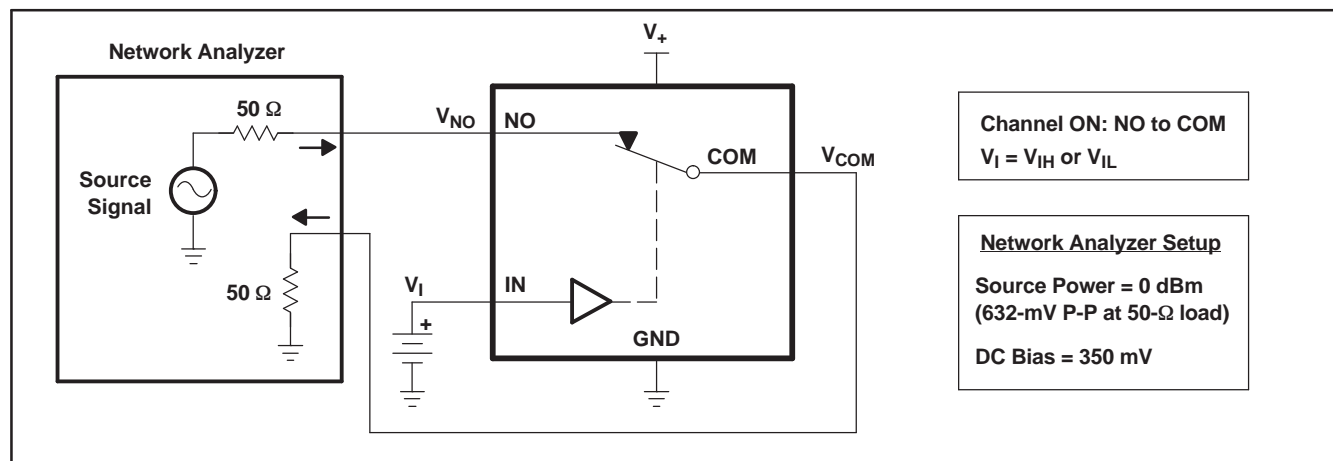 Network Analyzer
V+
50 Ω
VNO
NO
COM
VCOM
Source
Signal
50 Ω
VI
IN
+
GND
Channel ON: NO to COM
VI = VIH or VIL
Network Analyzer Setup
Source Power = 0 dBm
(632-mV P-P at 50-Ω load)
DC Bias = 350 mV